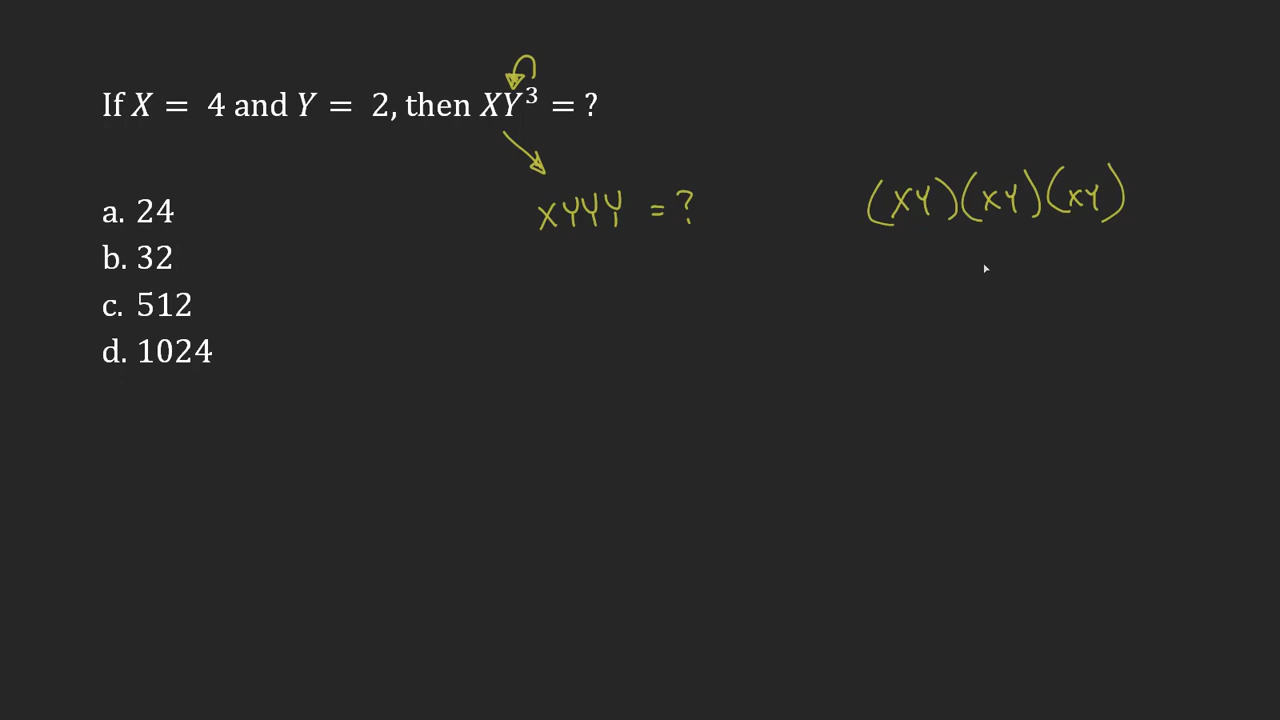 If X = 4 and Y = 2, then XY³ = ?
XYYY = ?
(XY)(XY)(XY)
a. 24
b. 32
c. 512
d. 1024